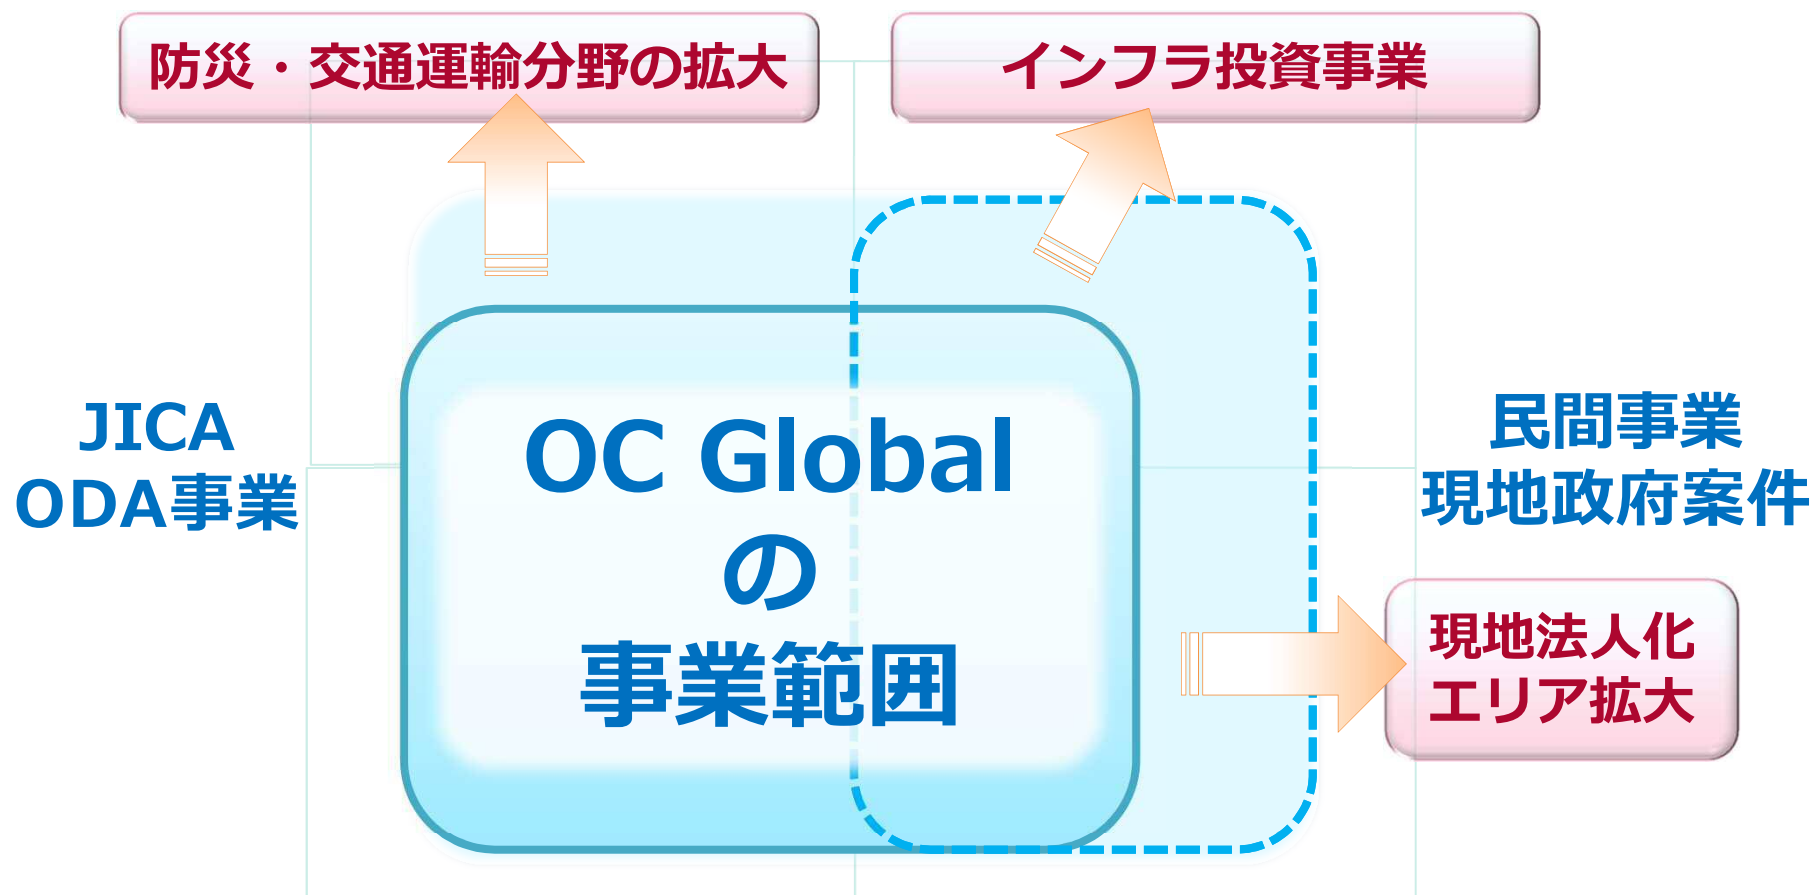 防災・交通運輸分野の拡大
インフラ投資事業
JICA
ODA事業
OC Global
の
事業範囲
民間事業
現地政府案件
現地法人化
エリア拡大